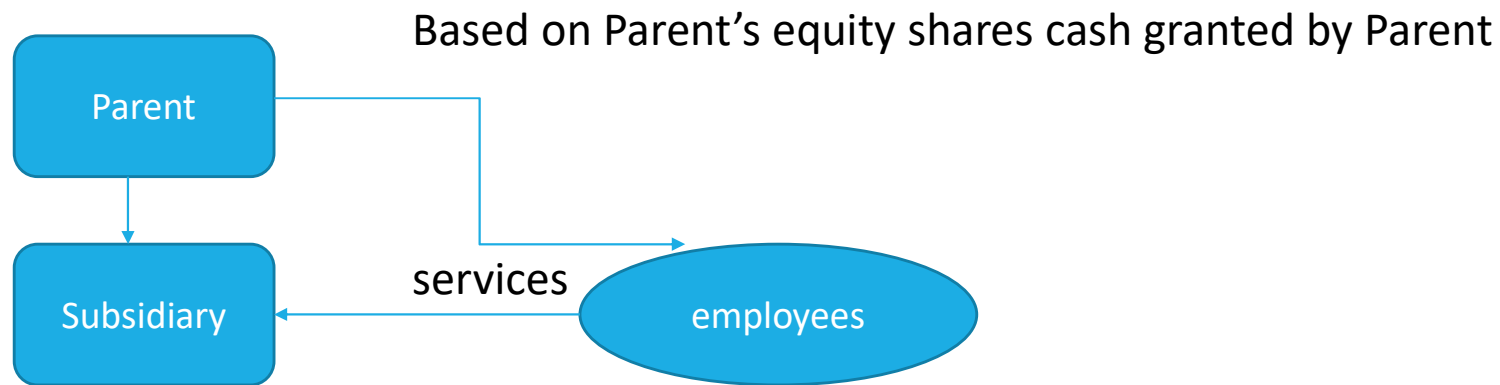 Based on Parent’s equity shares cash granted by Parent
Parent
services
Subsidiary
employees